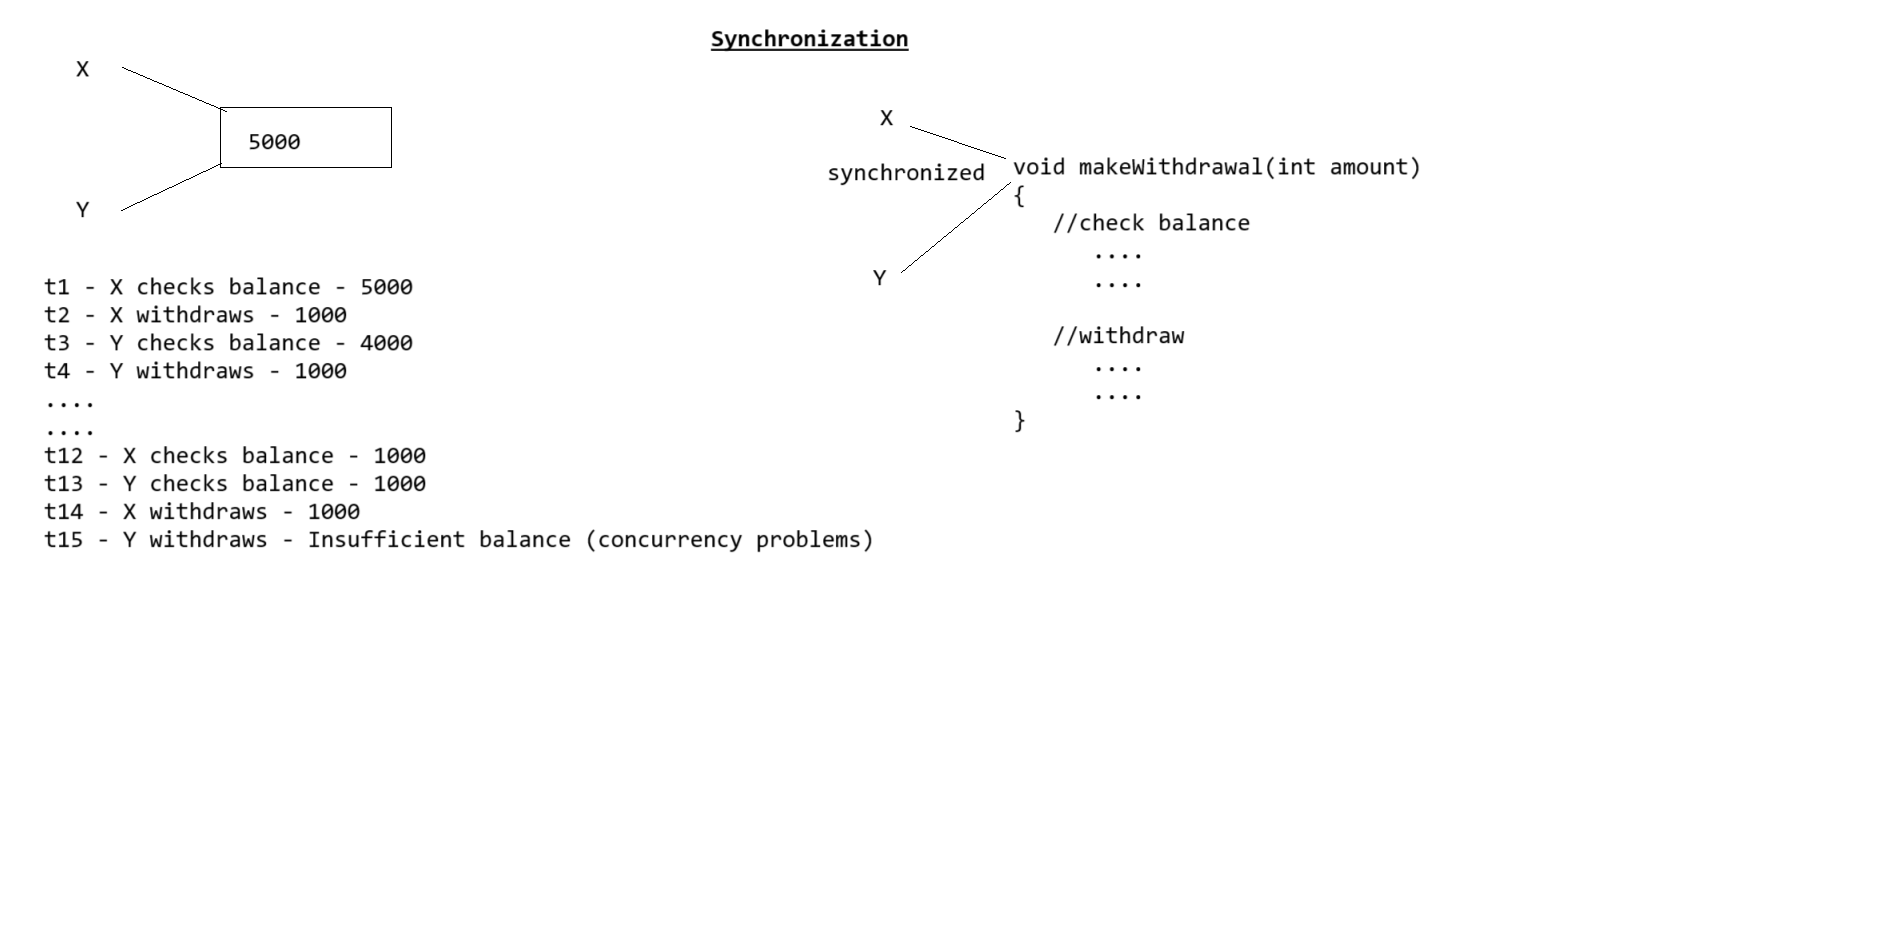 Synchronization
X
5000
Y
t1 - X checks balance - 5000
t2 - X withdraws - 1000
t3 - Y checks balance - 4000
t4 - Y withdraws - 1000
....
....
t12 - X checks balance - 1000
t13 - Y checks balance - 1000
t14 - X withdraws - 1000
t15 - Y withdraws - Insufficient balance (concurrency problems)
X
synchronized void makeWithdrawal(int amount)
{
//check balance
....
....
Y
//withdraw
....
....
}